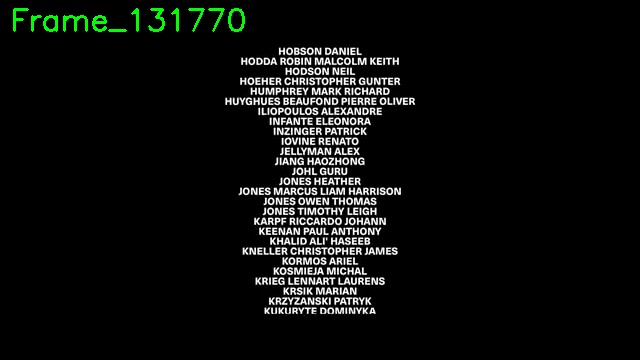 Frame_131770
HOBSON DANIEL
HODDA ROBIN MALCOLM KEITH
HODSON NEIL
HOEHER CHRISTOPHER GUNTER
HUMPHREY MARK RICHARD
HUYGHUES BEAUFOND PIERRE OLIVER
ILIOPOULOS ALEXANDRE
INFANTE ELEONORA
INZINGER PATRICK
IOVINE RENATO
JELLYMAN ALEX
JIANG HAOZHONG
JOHL GURU
JONES HEATHER
JONES MARCUS LIAM HARRISON
JONES OWEN THOMAS
JONES TIMOTHY LEIGH
KARPF RICCARDO JOHANN
KEENAN PAUL ANTHONY
KHALID ALI' HASEEB
KNELLER CHRISTOPHER JAMES
KORMOS ARIEL
KOSMIEJA MICHAL
KRIEG LENNART LAURENS
KRSIK MARIAN
KRZYZANSKI PATRYK
KUKURYTE DOMINYKA